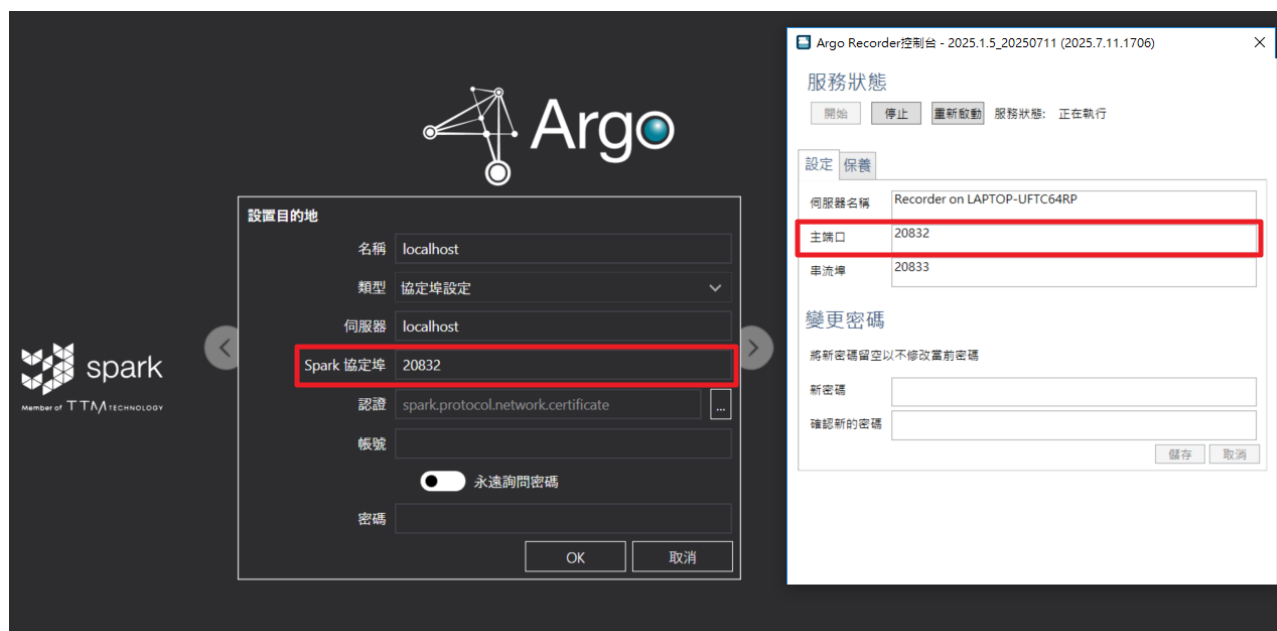 Argo
spark
Member of TTM TECHNOLOGY
設置目的地
名稱 localhost
類型 協定埠設定
伺服器 localhost
Spark 協定埠 20832
認證 spark.protocol.network.certificate ...
帳號
永遠詢問密碼
密碼
OK 取消
Argo Recorder控制台 - 2025.1.5_20250711 (2025.7.11.1706)
服務狀態
開始 停止 重新啟動 服務狀態: 正在執行
設定 保養
伺服器名稱 Recorder on LAPTOP-UFTC64RP
主端口 20832
串流埠 20833
變更密碼
將新密碼留空以不修改當前密碼
新密碼
確認新的密碼
儲存 取消